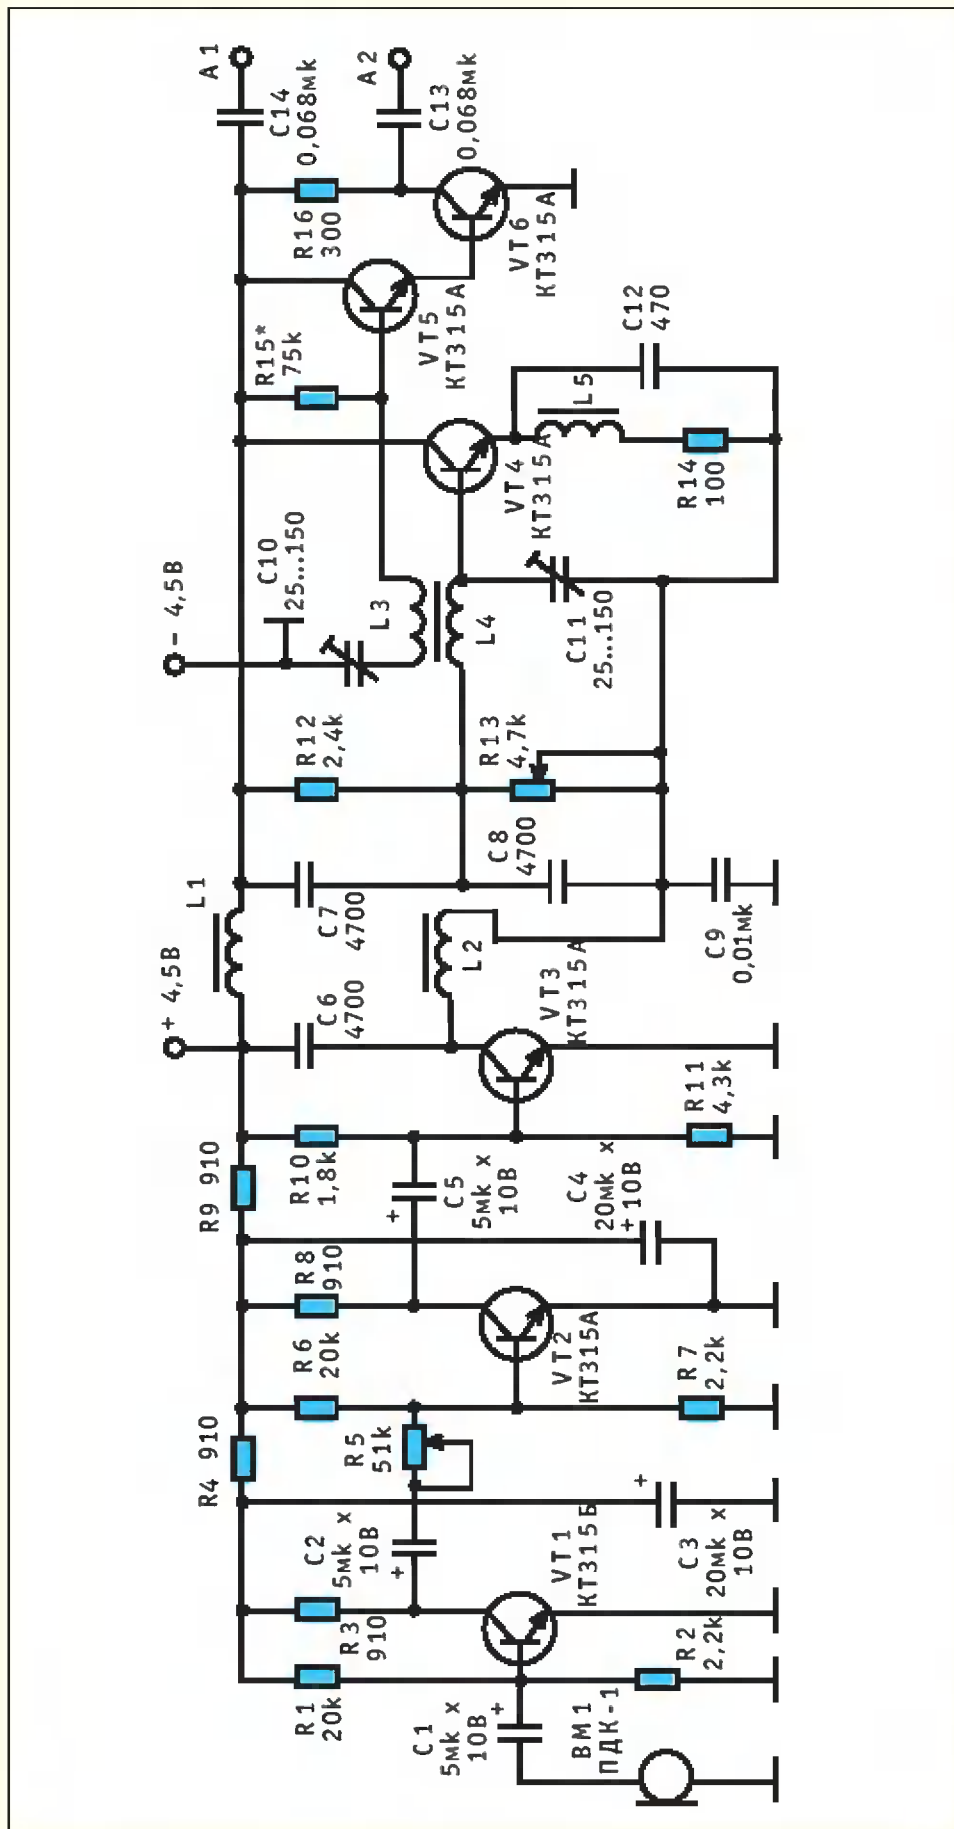 R1
20k
C1
5мк x
10В
+
ВМ1
ПДК-1
R2
2,2k
R3
910
C2
5мк x
10В
+
VT1
КТ315Б
C3
20мк x
10В
+
R4 910
R5
51k
R6
20k
R7
2,2k
VT2
КТ315А
R8
910
R9 910
C4
20мк x
+ 10В
C5
5мк x
10В
+
R10
1,8k
R11
4,3k
VT3
КТ315А
+ 4,5В
C6
4700
L1
L2
C7
4700
C8
4700
C9
0,01мк
R12
2,4k
R13
4,7k
- 4,5В
C10
25...150
L3
L4
C11
25...150
VT4
КТ315А
R14
100
L5
C12
470
R15*
75k
VT5
КТ315А
VT6
КТ315А
R16
300
C14
0,068мк
C13
0,068мк
A1
A2